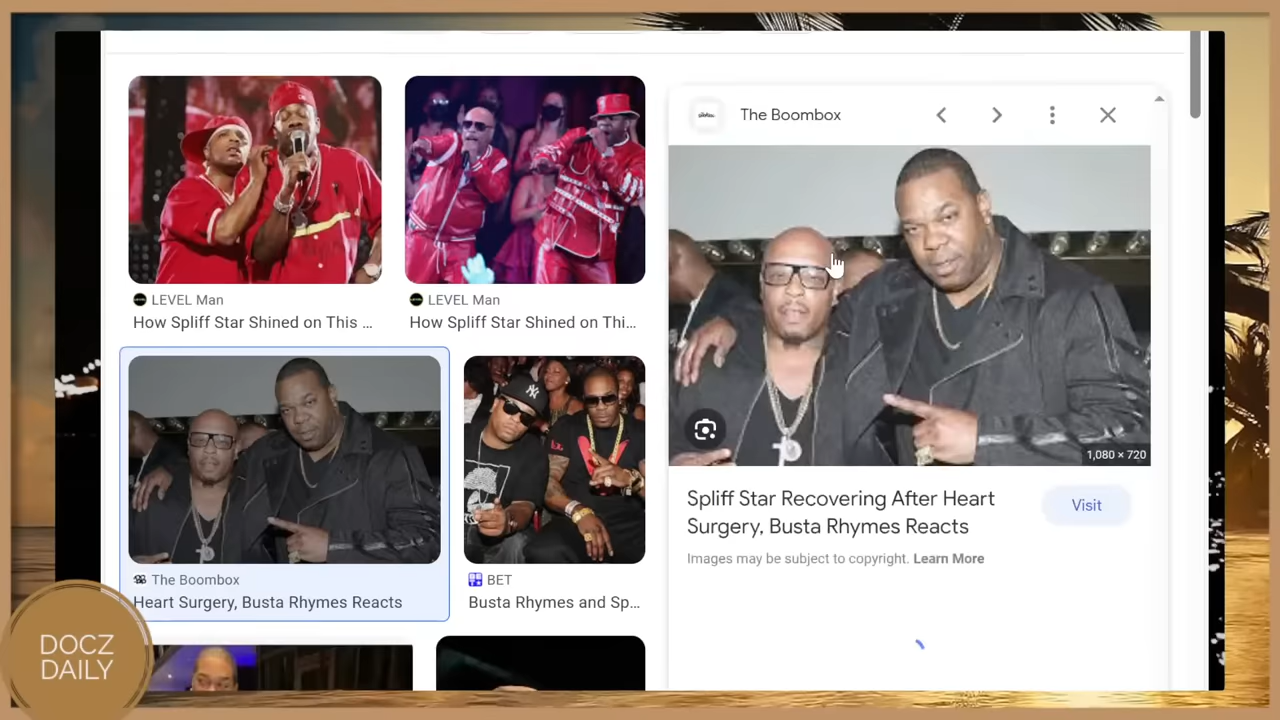 The Boombox
LEVEL Man
How Spliff Star Shined on This ...
LEVEL Man
How Spliff Star Shined on Thi...
1,080 × 720
Spliff Star Recovering After Heart
Surgery, Busta Rhymes Reacts
Visit
Images may be subject to copyright. Learn More
The Boombox
Heart Surgery, Busta Rhymes Reacts
BET
Busta Rhymes and Sp...
DOCZ
DAILY